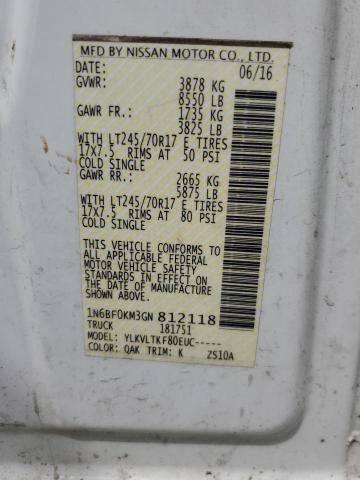 MFD BY NISSAN MOTOR CO., LTD.
DATE: 06/16
GVWR: 3878 KG
8550 LB
GAWR FR.: 1735 KG
3825 LB
WITH LT245/70R17 E TIRES
17X7.5 RIMS AT 50 PSI
COLD SINGLE
GAWR RR.: 2665 KG
5875 LB
WITH LT245/70R17 E TIRES
17X7.5 RIMS AT 80 PSI
COLD SINGLE
THIS VEHICLE CONFORMS TO
ALL APPLICABLE FEDERAL
MOTOR VEHICLE SAFETY
STANDARDS IN EFFECT ON
THE DATE OF MANUFACTURE
SHOWN ABOVE.
1N6BF0KM3GN 812118
TRUCK 181751
MODEL: YLKVLTKF80EUC-----
COLOR: QAK TRIM: K ZS10A